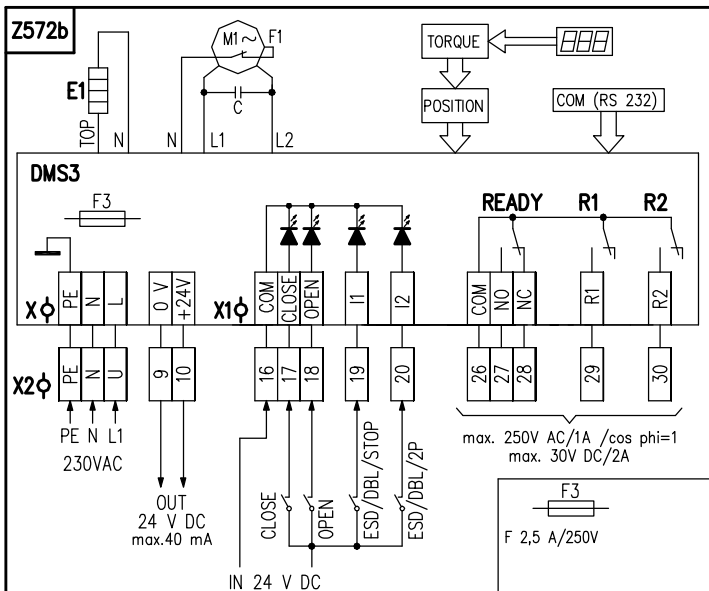 Z572b
M1 ~ F1
TORQUE
E1
C
POSITION
COM (RS 232)
TOP N N L1 L2
DMS3
F3
READY R1 R2
X PE N L 0 V +24V X1 COM CLOSE OPEN I1 I2 COM NO NC R1 R2
X2 PE N U 9 10 16 17 18 19 20 26 27 28 29 30
PE N L1
230VAC
OUT
24 V DC
max.40 mA
CLOSE
OPEN
ESD/DBL/STOP
ESD/DBL/2P
IN 24 V DC
max. 250V AC/1A /cos phi=1
max. 30V DC/2A
F3
F 2,5 A/250V